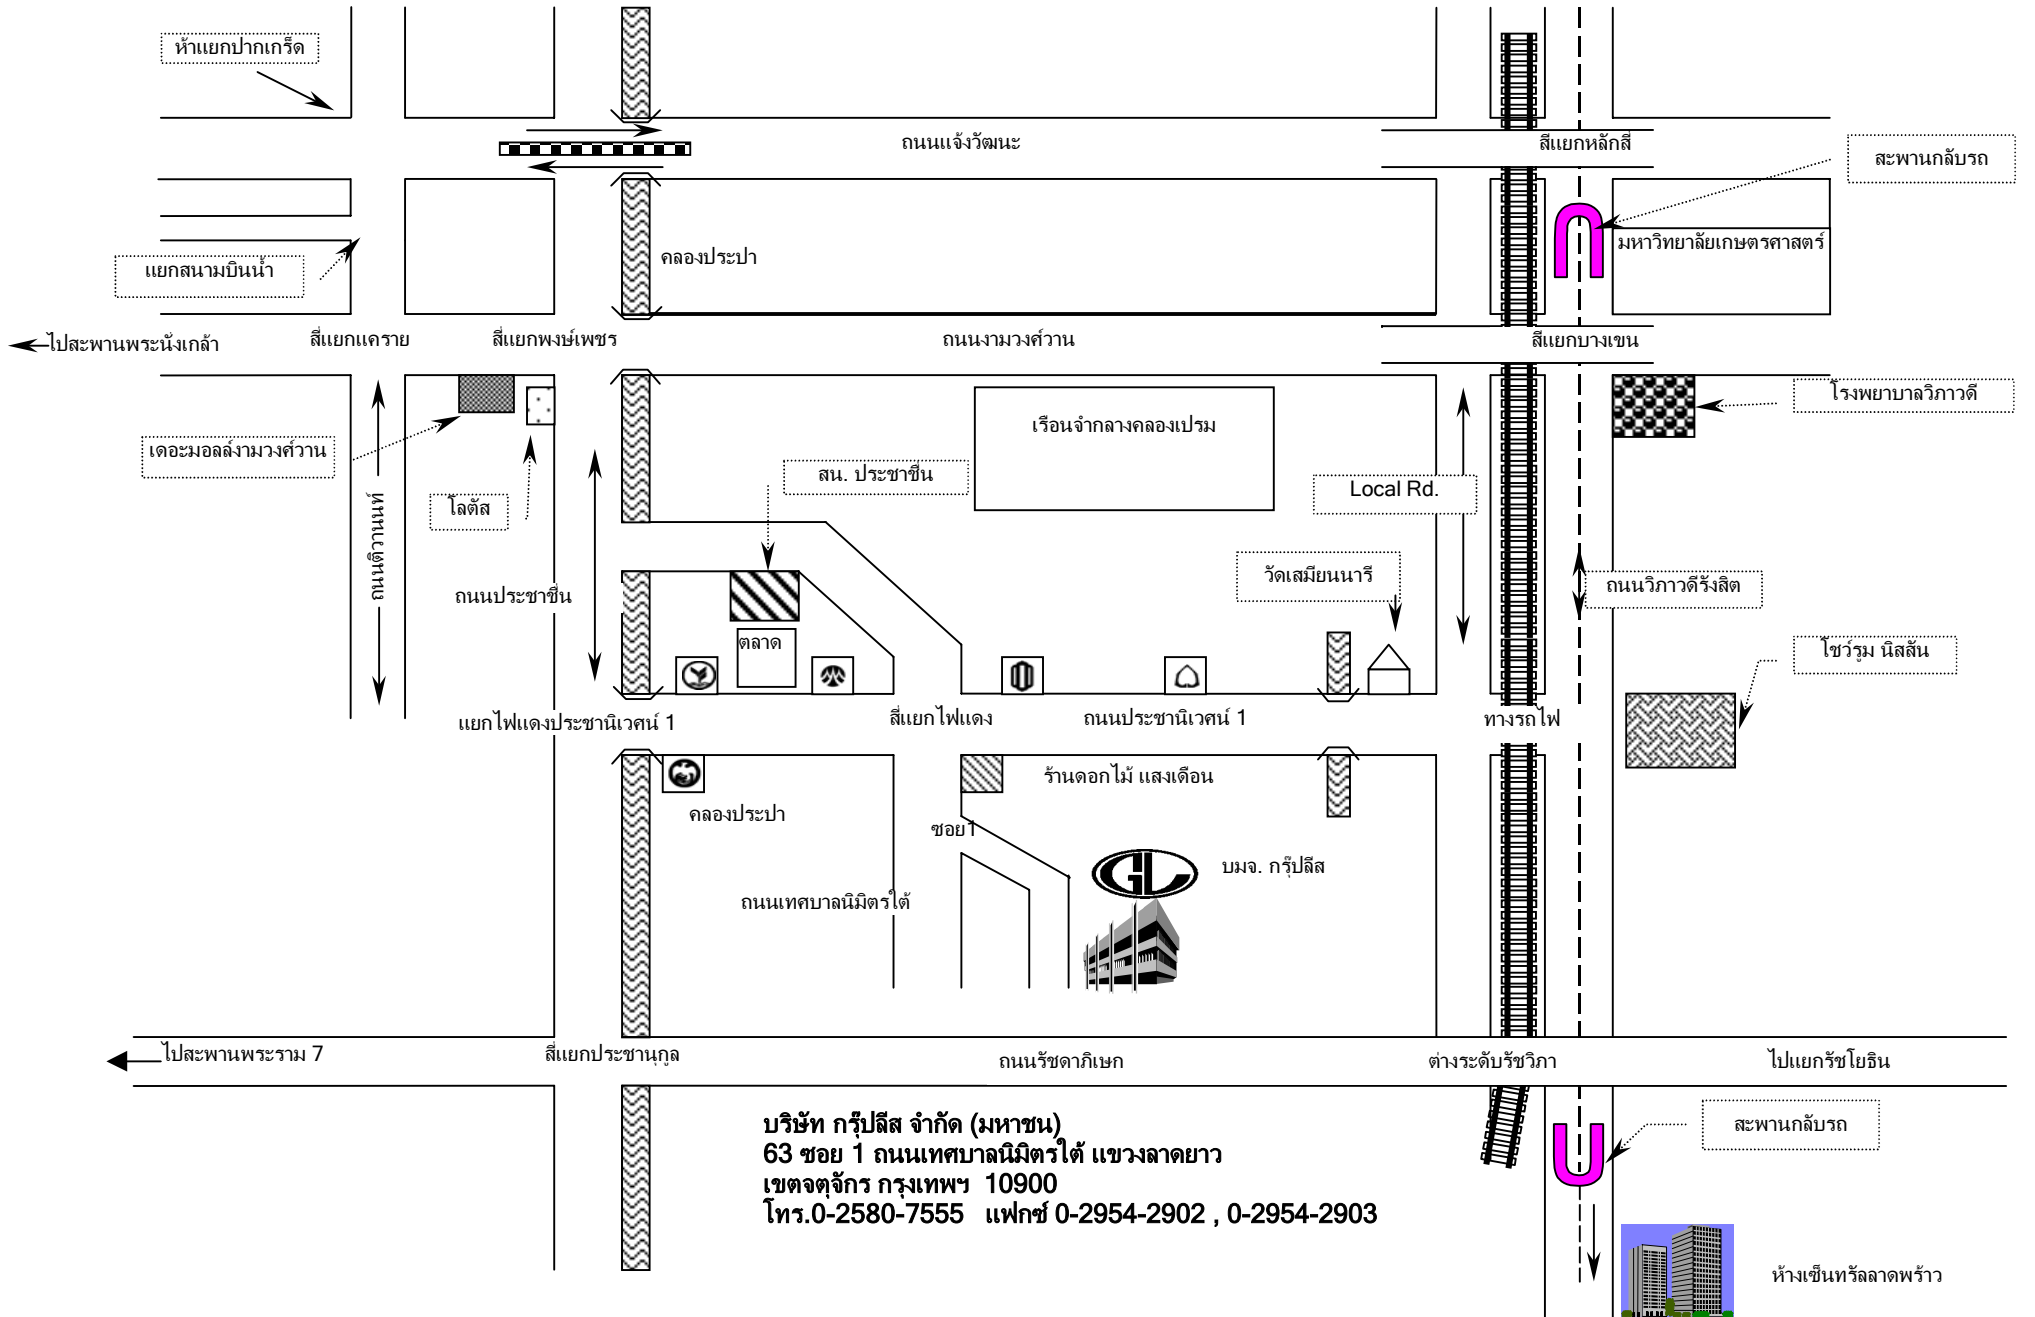 ห้าแยกปากเกร็ด
ถนนแจ้งวัฒนะ
สี่แยกหลักสี่
สะพานกลับรถ
มหาวิทยาลัยเกษตรศาสตร์
คลองประปา
แยกสนามบินน้ำ
ไปสะพานพระนั่งเกล้า
สี่แยกแคราย
สี่แยกพงษ์เพชร
ถนนงามวงศ์วาน
สี่แยกบางเขน
โรงพยาบาลวิภาวดี
เรือนจำกลางคลองเปรม
เดอะมอลล์งามวงศ์วาน
สน. ประชาชื่น
Local Rd.
โลตัส
ถนนติวานนท์
วัดเสมียนนารี
ถนนวิภาวดีรังสิต
ถนนประชาชื่น
ตลาด
โชว์รูม นิสสัน
แยกไฟแดงประชานิเวศน์ 1
สี่แยกไฟแดง
ถนนประชานิเวศน์ 1
ทางรถไฟ
ร้านดอกไม้ แสงเดือน
คลองประปา
ซอย1
GL
บมจ. กรุ๊ปลีส
ถนนเทศบาลนิมิตรใต้
ไปสะพานพระราม 7
สี่แยกประชานุกูล
ถนนรัชดาภิเษก
ต่างระดับรัชวิภา
ไปแยกรัชโยธิน
บริษัท กรุ๊ปลีส จำกัด (มหาชน)
63 ซอย 1 ถนนเทศบาลนิมิตรใต้ แขวงลาดยาว
เขตจตุจักร กรุงเทพฯ 10900
โทร.0-2580-7555 แฟกซ์ 0-2954-2902 , 0-2954-2903
สะพานกลับรถ
ห้างเซ็นทรัลลาดพร้าว